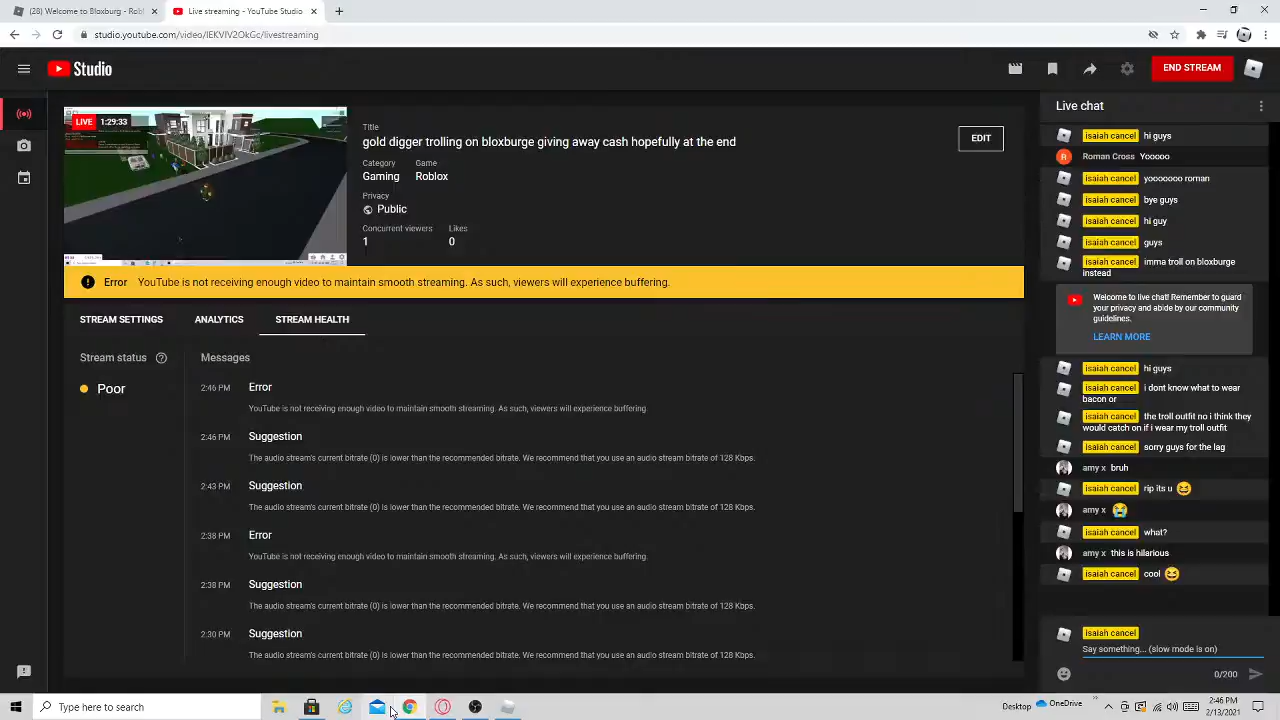 (28) Welcome to Bloxburg - Robl
Live streaming - YouTube Studio
studio.youtube.com/video/IEKVIV2OkGc/livestreaming
Studio
END STREAM
LIVE 1:29:33
Title
gold digger trolling on bloxburge giving away cash hopefully at the end
EDIT
Category Game
Gaming Roblox
Privacy
Public
Concurrent viewers Likes
1 0
Error YouTube is not receiving enough video to maintain smooth streaming. As such, viewers will experience buffering.
STREAM SETTINGS ANALYTICS STREAM HEALTH
Stream status Messages
Poor
2:46 PM Error
YouTube is not receiving enough video to maintain smooth streaming. As such, viewers will experience buffering.
2:46 PM Suggestion
The audio stream's current bitrate (0) is lower than the recommended bitrate. We recommend that you use an audio stream bitrate of 128 Kbps.
2:43 PM Suggestion
The audio stream's current bitrate (0) is lower than the recommended bitrate. We recommend that you use an audio stream bitrate of 128 Kbps.
2:38 PM Error
YouTube is not receiving enough video to maintain smooth streaming. As such, viewers will experience buffering.
2:38 PM Suggestion
The audio stream's current bitrate (0) is lower than the recommended bitrate. We recommend that you use an audio stream bitrate of 128 Kbps.
2:30 PM Suggestion
The audio stream's current bitrate (0) is lower than the recommended bitrate. We recommend that you use an audio stream bitrate of 128 Kbps.
Live chat
isaiah cancel hi guys
R Roman Cross Yooooo
isaiah cancel yooooooo roman
isaiah cancel bye guys
isaiah cancel hi guy
isaiah cancel guys
isaiah cancel imma troll on bloxburge
instead
Welcome to live chat! Remember to guard
your privacy and abide by our community
guidelines.
LEARN MORE
isaiah cancel hi guys
isaiah cancel i dont know what to wear
bacon or
isaiah cancel the troll outfit no i think they
would catch on if i wear my troll outfit
isaiah cancel sorry guys for the lag
amy x bruh
isaiah cancel rip its u 😆
amy x 😭
isaiah cancel what?
amy x this is hilarious
isaiah cancel cool 😆
isaiah cancel
Say something... (slow mode is on)
0/200
Type here to search
Desktop
OneDrive
2:46 PM
2/13/2021